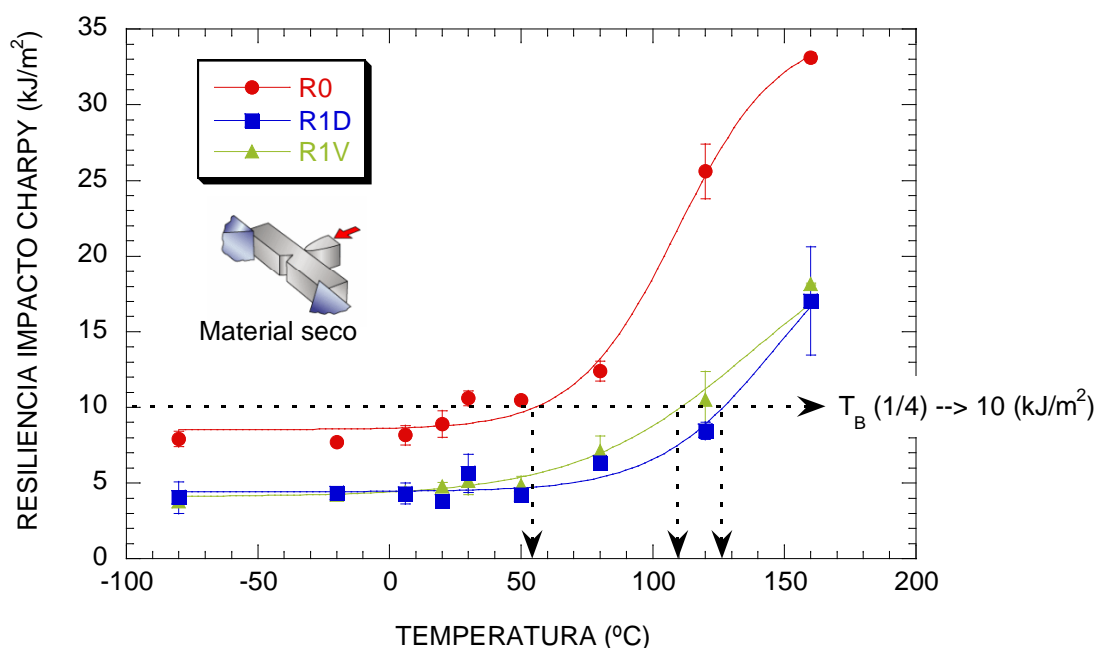 RESILIENCIA IMPACTO CHARPY (kJ/m²)
35
30
25
20
15
10
5
0
R0
R1D
R1V
Material seco
T_B (1/4) --> 10 (kJ/m²)
-100 -50 0 50 100 150 200
TEMPERATURA (ºC)